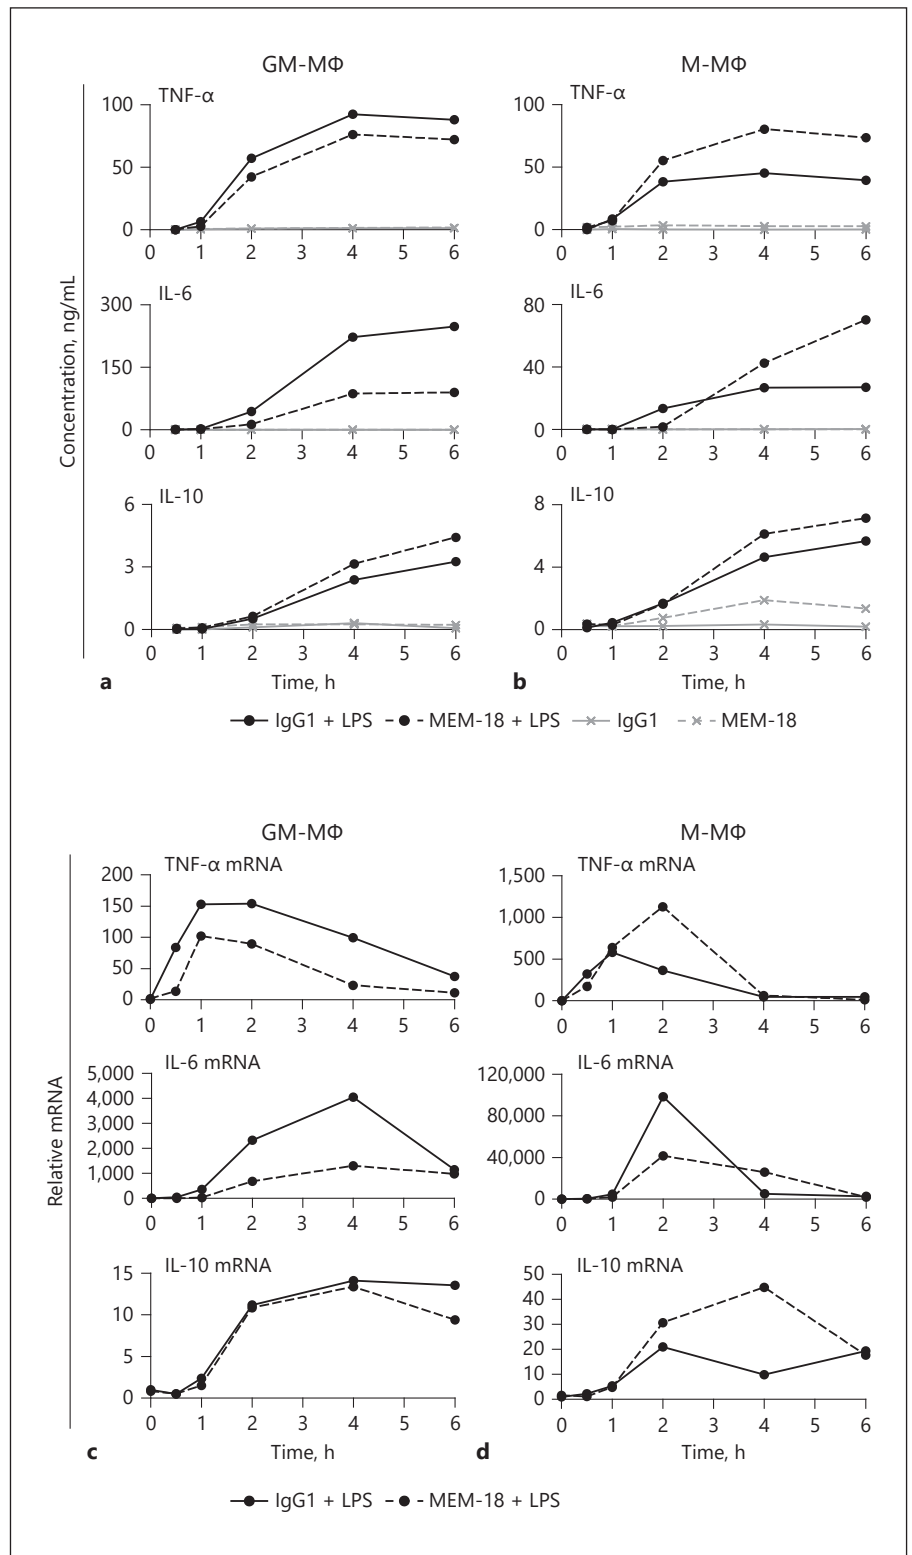 GM-MΦ
M-MΦ
Concentration, ng/mL
TNF-α
100
50
0
0 1 2 3 4 5 6
TNF-α
100
50
0
0 1 2 3 4 5 6
IL-6
300
150
0
0 1 2 3 4 5 6
IL-6
80
40
0
0 1 2 3 4 5 6
IL-10
6
3
0
0 1 2 3 4 5 6
IL-10
8
4
0
0 1 2 3 4 5 6
a Time, h
b Time, h
IgG1 + LPS MEM-18 + LPS IgG1 MEM-18
GM-MΦ
M-MΦ
Relative mRNA
TNF-α mRNA
200
150
100
50
0
0 1 2 3 4 5 6
TNF-α mRNA
1,500
1,000
500
0
0 1 2 3 4 5 6
IL-6 mRNA
5,000
4,000
3,000
2,000
1,000
0
0 1 2 3 4 5 6
IL-6 mRNA
120,000
80,000
40,000
0
0 1 2 3 4 5 6
IL-10 mRNA
15
10
5
0
0 1 2 3 4 5 6
IL-10 mRNA
50
40
30
20
10
0
0 1 2 3 4 5 6
c Time, h
d Time, h
IgG1 + LPS MEM-18 + LPS